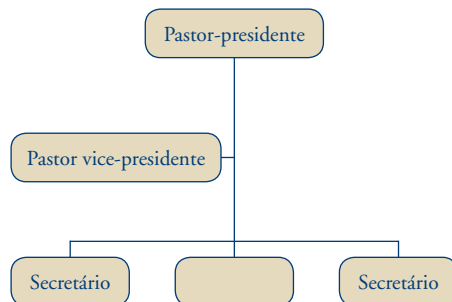 Pastor-presidente
Pastor vice-presidente
Secretário
Secretário